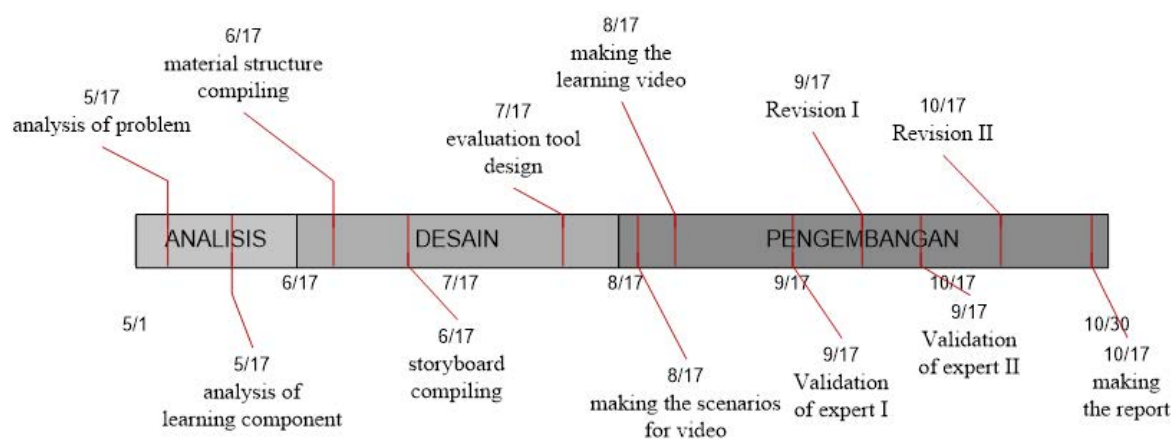 5/17
analysis of problem
6/17
material structure
compiling
7/17
evaluation tool
design
8/17
making the
learning video
9/17
Revision I
10/17
Revision II
ANALISIS
DESAIN
PENGEMBANGAN
5/1
6/17
7/17
8/17
9/17
10/17
10/30
5/17
analysis of
learning component
6/17
storyboard
compiling
8/17
making the scenarios
for video
9/17
Validation
of expert I
9/17
Validation
of expert II
10/17
making
the report